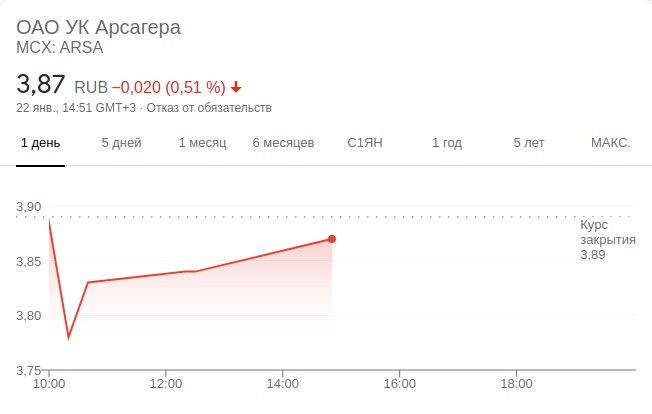 ОАО УК Арсагера
MCX: ARSA
3,87 RUB −0,020 (0,51 %)
22 янв., 14:51 GMT+3 · Отказ от обязательств
1 день 5 дней 1 месяц 6 месяцев С1ЯН 1 год 5 лет МАКС.
3,90
Курс
закрытия
3,89
3,85
3,80
3,75
10:00 12:00 14:00 16:00 18:00